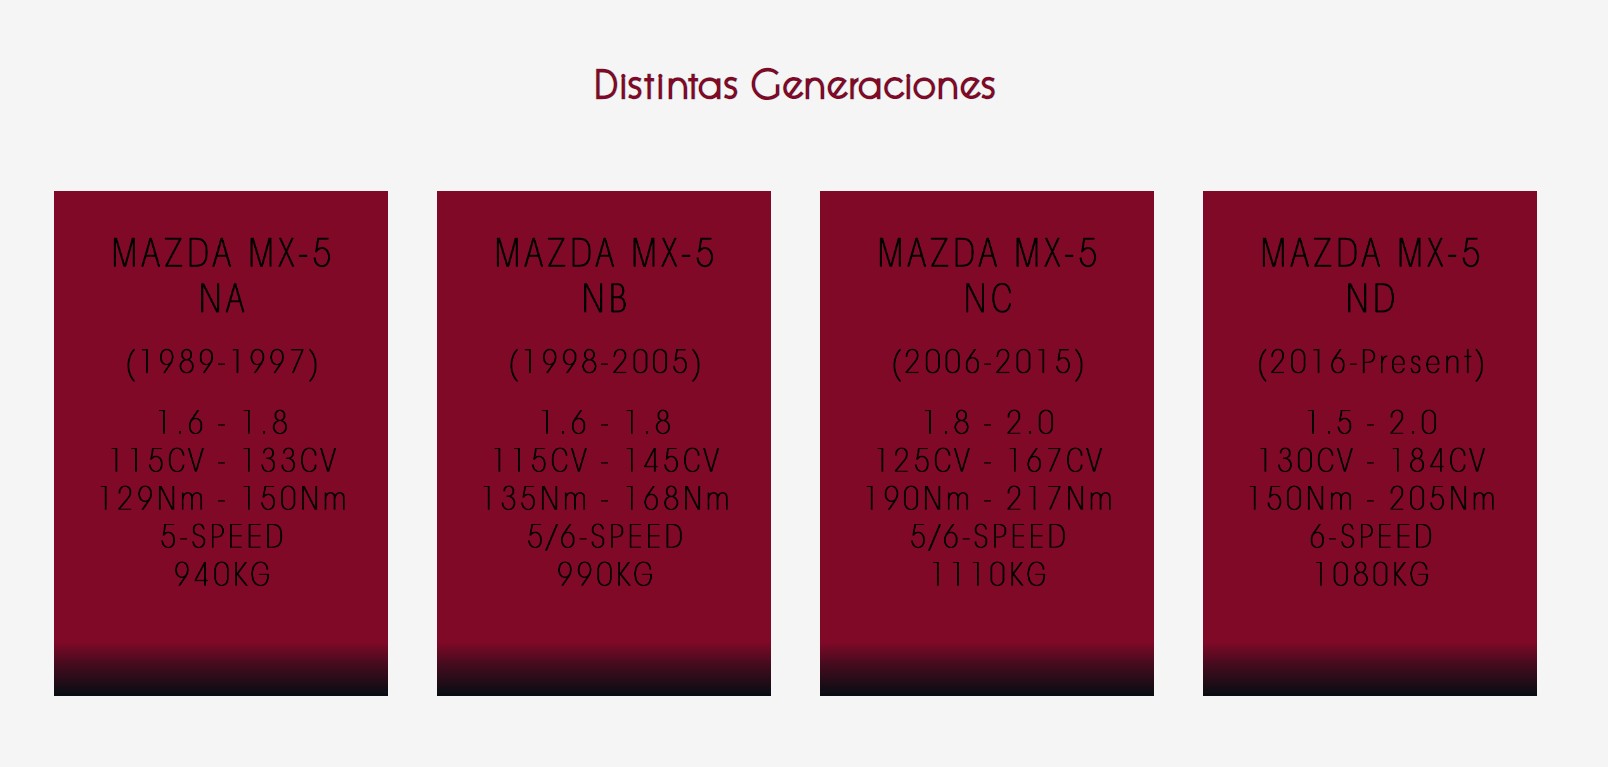 Distintas Generaciones
MAZDA MX-5
NA
(1989-1997)
1.6 - 1.8
115CV - 133CV
129Nm - 150Nm
5-SPEED
940KG
MAZDA MX-5
NB
(1998-2005)
1.6 - 1.8
115CV - 145CV
135Nm - 168Nm
5/6-SPEED
990KG
MAZDA MX-5
NC
(2006-2015)
1.8 - 2.0
125CV - 167CV
190Nm - 217Nm
5/6-SPEED
1110KG
MAZDA MX-5
ND
(2016-Present)
1.5 - 2.0
130CV - 184CV
150Nm - 205Nm
6-SPEED
1080KG